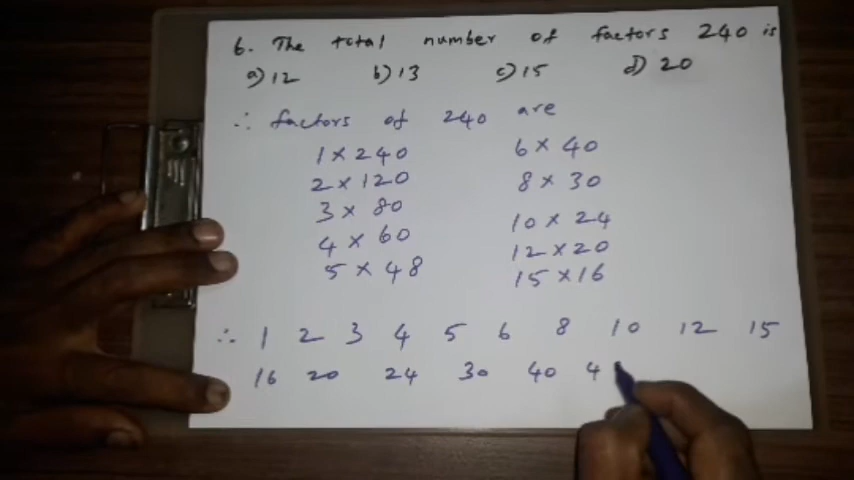 6. The total number of factors 240 is
a) 12 b) 13 c) 15 d) 20
∴ factors of 240 are
1 × 240 6 × 40
2 × 120 8 × 30
3 × 80 10 × 24
4 × 60 12 × 20
5 × 48 15 × 16
∴ 1 2 3 4 5 6 8 10 12 15
16 20 24 30 40 4